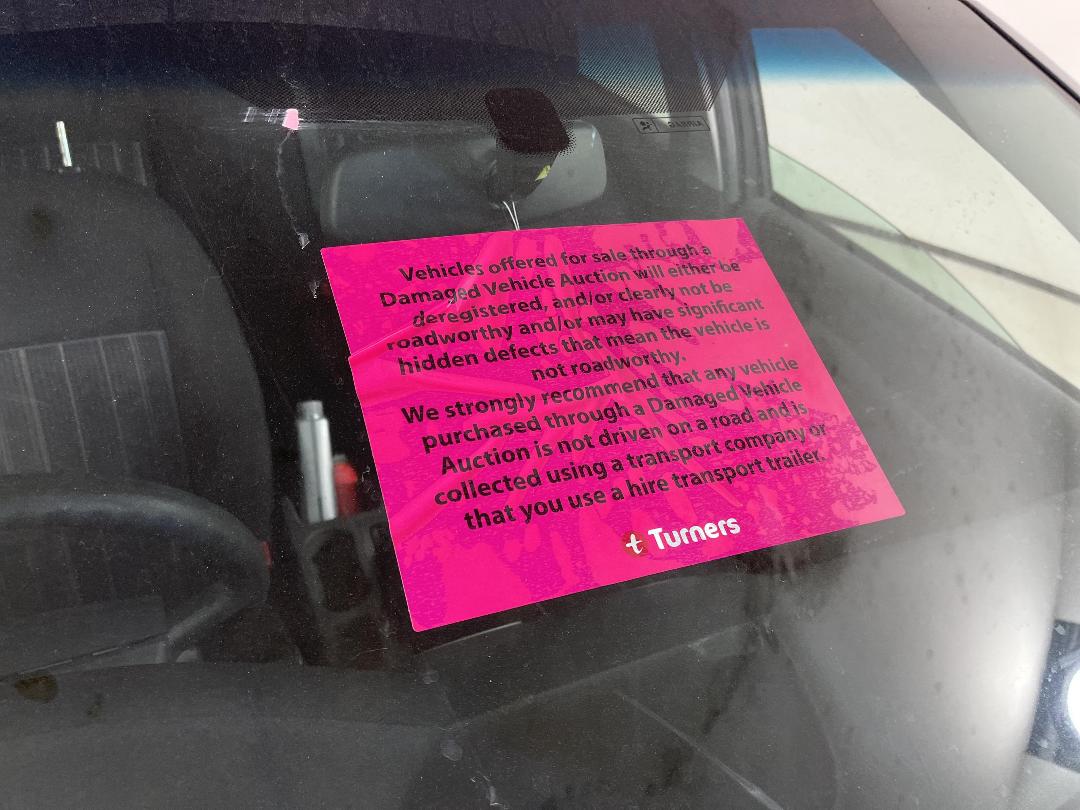 Vehicles offered for sale through a
Damaged Vehicle Auction will either be
deregistered, and/or clearly not be
roadworthy and/or may have significant
hidden defects that mean the vehicle is
not roadworthy.
We strongly recommend that any vehicle
purchased through a Damaged Vehicle
Auction is not driven on a road and is
collected using a transport company or
that you use a hire transport trailer.
t Turners